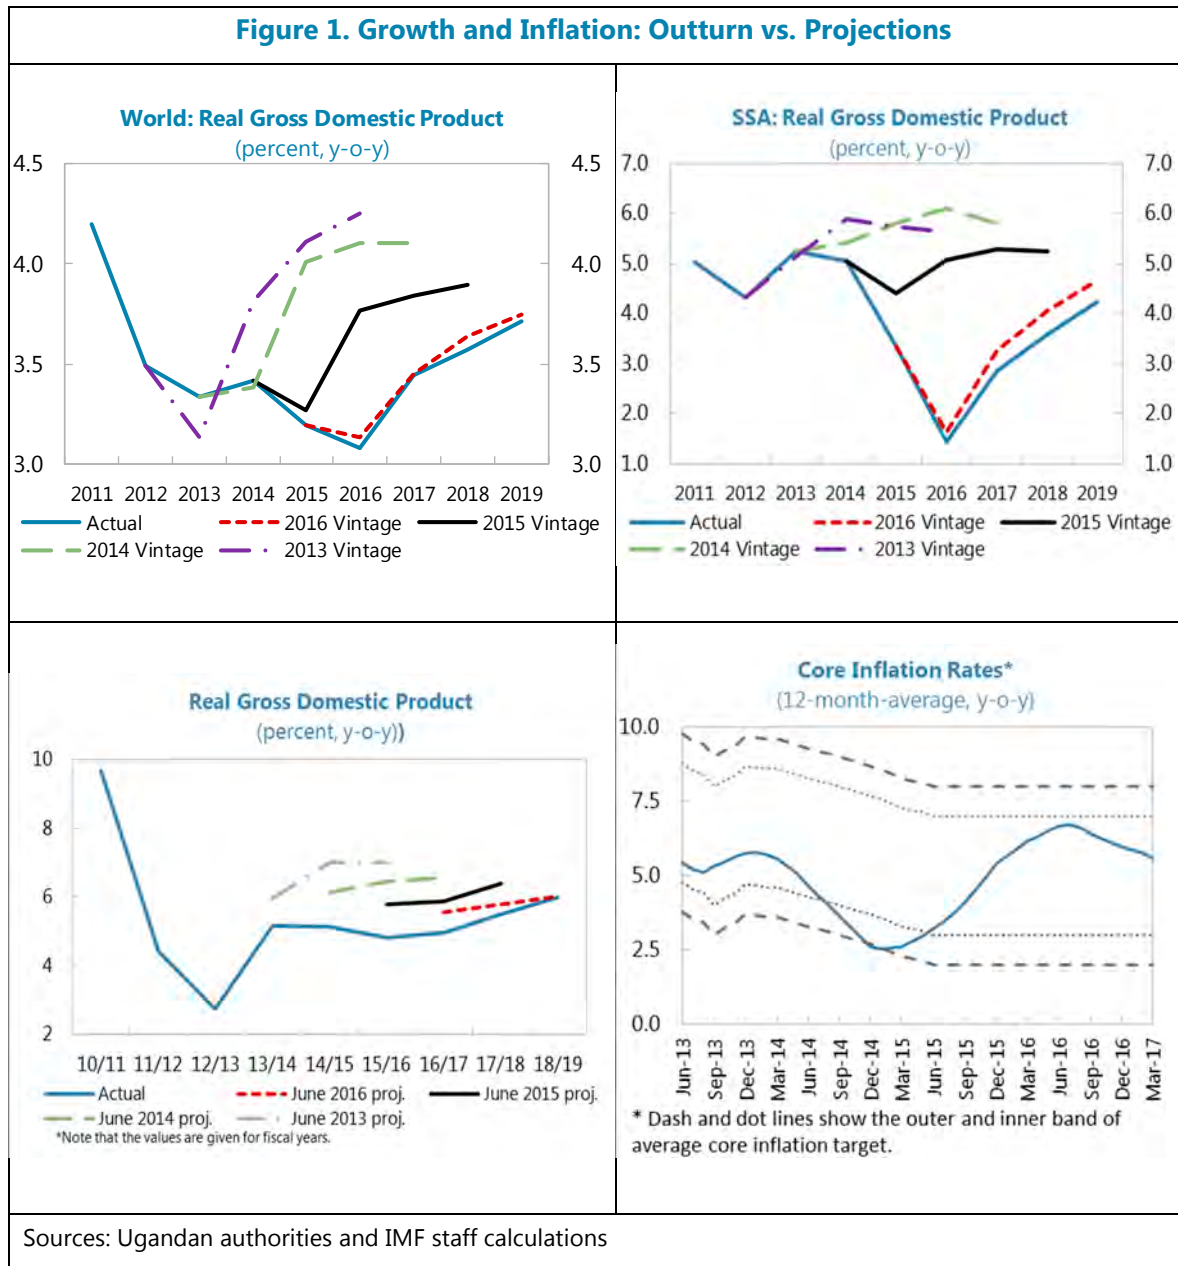 Figure 1. Growth and Inflation: Outturn vs. Projections
World: Real Gross Domestic Product
(percent, y-o-y)
4.5 4.5
4.0 4.0
3.5 3.5
3.0 3.0
2011 2012 2013 2014 2015 2016 2017 2018 2019
Actual 2016 Vintage 2015 Vintage
2014 Vintage 2013 Vintage
SSA: Real Gross Domestic Product
(percent, y-o-y)
7.0 7.0
6.0 6.0
5.0 5.0
4.0 4.0
3.0 3.0
2.0 2.0
1.0 1.0
2011 2012 2013 2014 2015 2016 2017 2018 2019
Actual 2016 Vintage 2015 Vintage
2014 Vintage 2013 Vintage
Real Gross Domestic Product
(percent, y-o-y))
10
8
6
4
2
10/11 11/12 12/13 13/14 14/15 15/16 16/17 17/18 18/19
Actual June 2016 proj. June 2015 proj.
June 2014 proj. June 2013 proj.
*Note that the values are given for fiscal years.
Core Inflation Rates*
(12-month-average, y-o-y)
10.0
7.5
5.0
2.5
0.0
Jun-13 Sep-13 Dec-13 Mar-14 Jun-14 Sep-14 Dec-14 Mar-15 Jun-15 Sep-15 Dec-15 Mar-16 Jun-16 Sep-16 Dec-16 Mar-17
* Dash and dot lines show the outer and inner band of
average core inflation target.
Sources: Ugandan authorities and IMF staff calculations